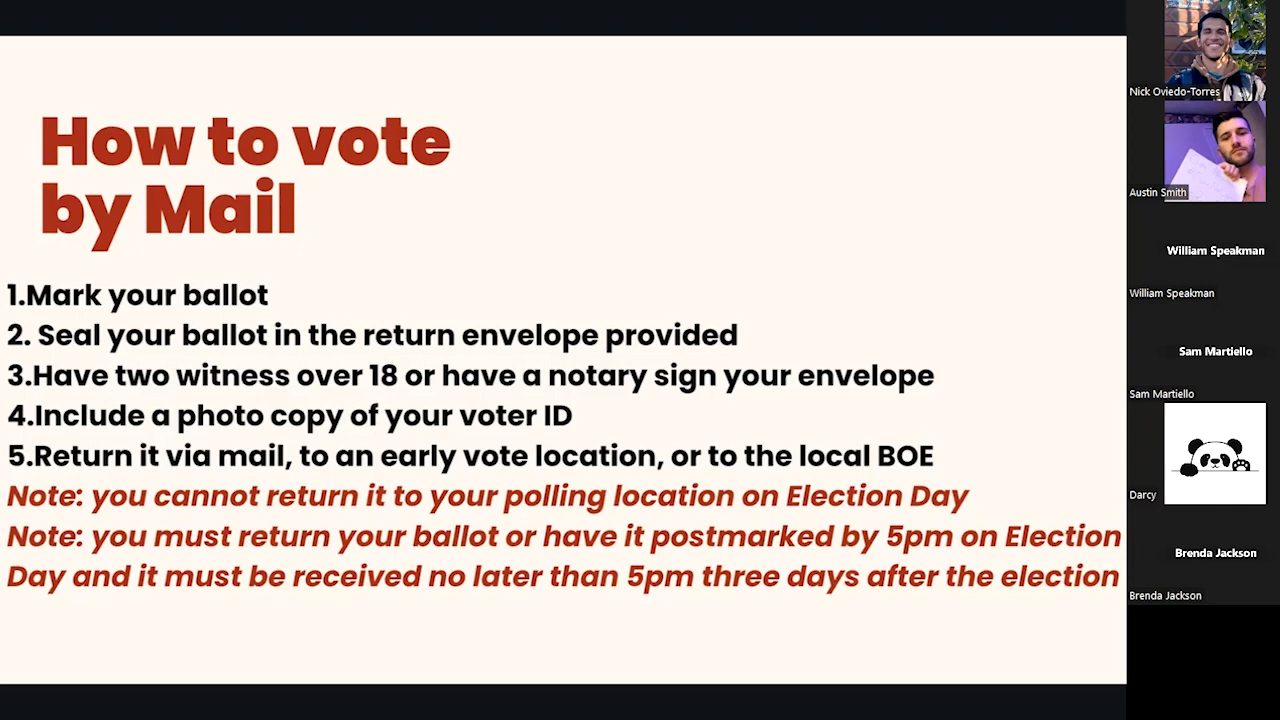 How to vote
by Mail
1.Mark your ballot
2. Seal your ballot in the return envelope provided
3.Have two witness over 18 or have a notary sign your envelope
4.Include a photo copy of your voter ID
5.Return it via mail, to an early vote location, or to the local BOE
Note: you cannot return it to your polling location on Election Day
Note: you must return your ballot or have it postmarked by 5pm on Election
Day and it must be received no later than 5pm three days after the election
Nick Oviedo-Torres
Austin Smith
William Speakman
William Speakman
Sam Martiello
Sam Martiello
Darcy
Brenda Jackson
Brenda Jackson